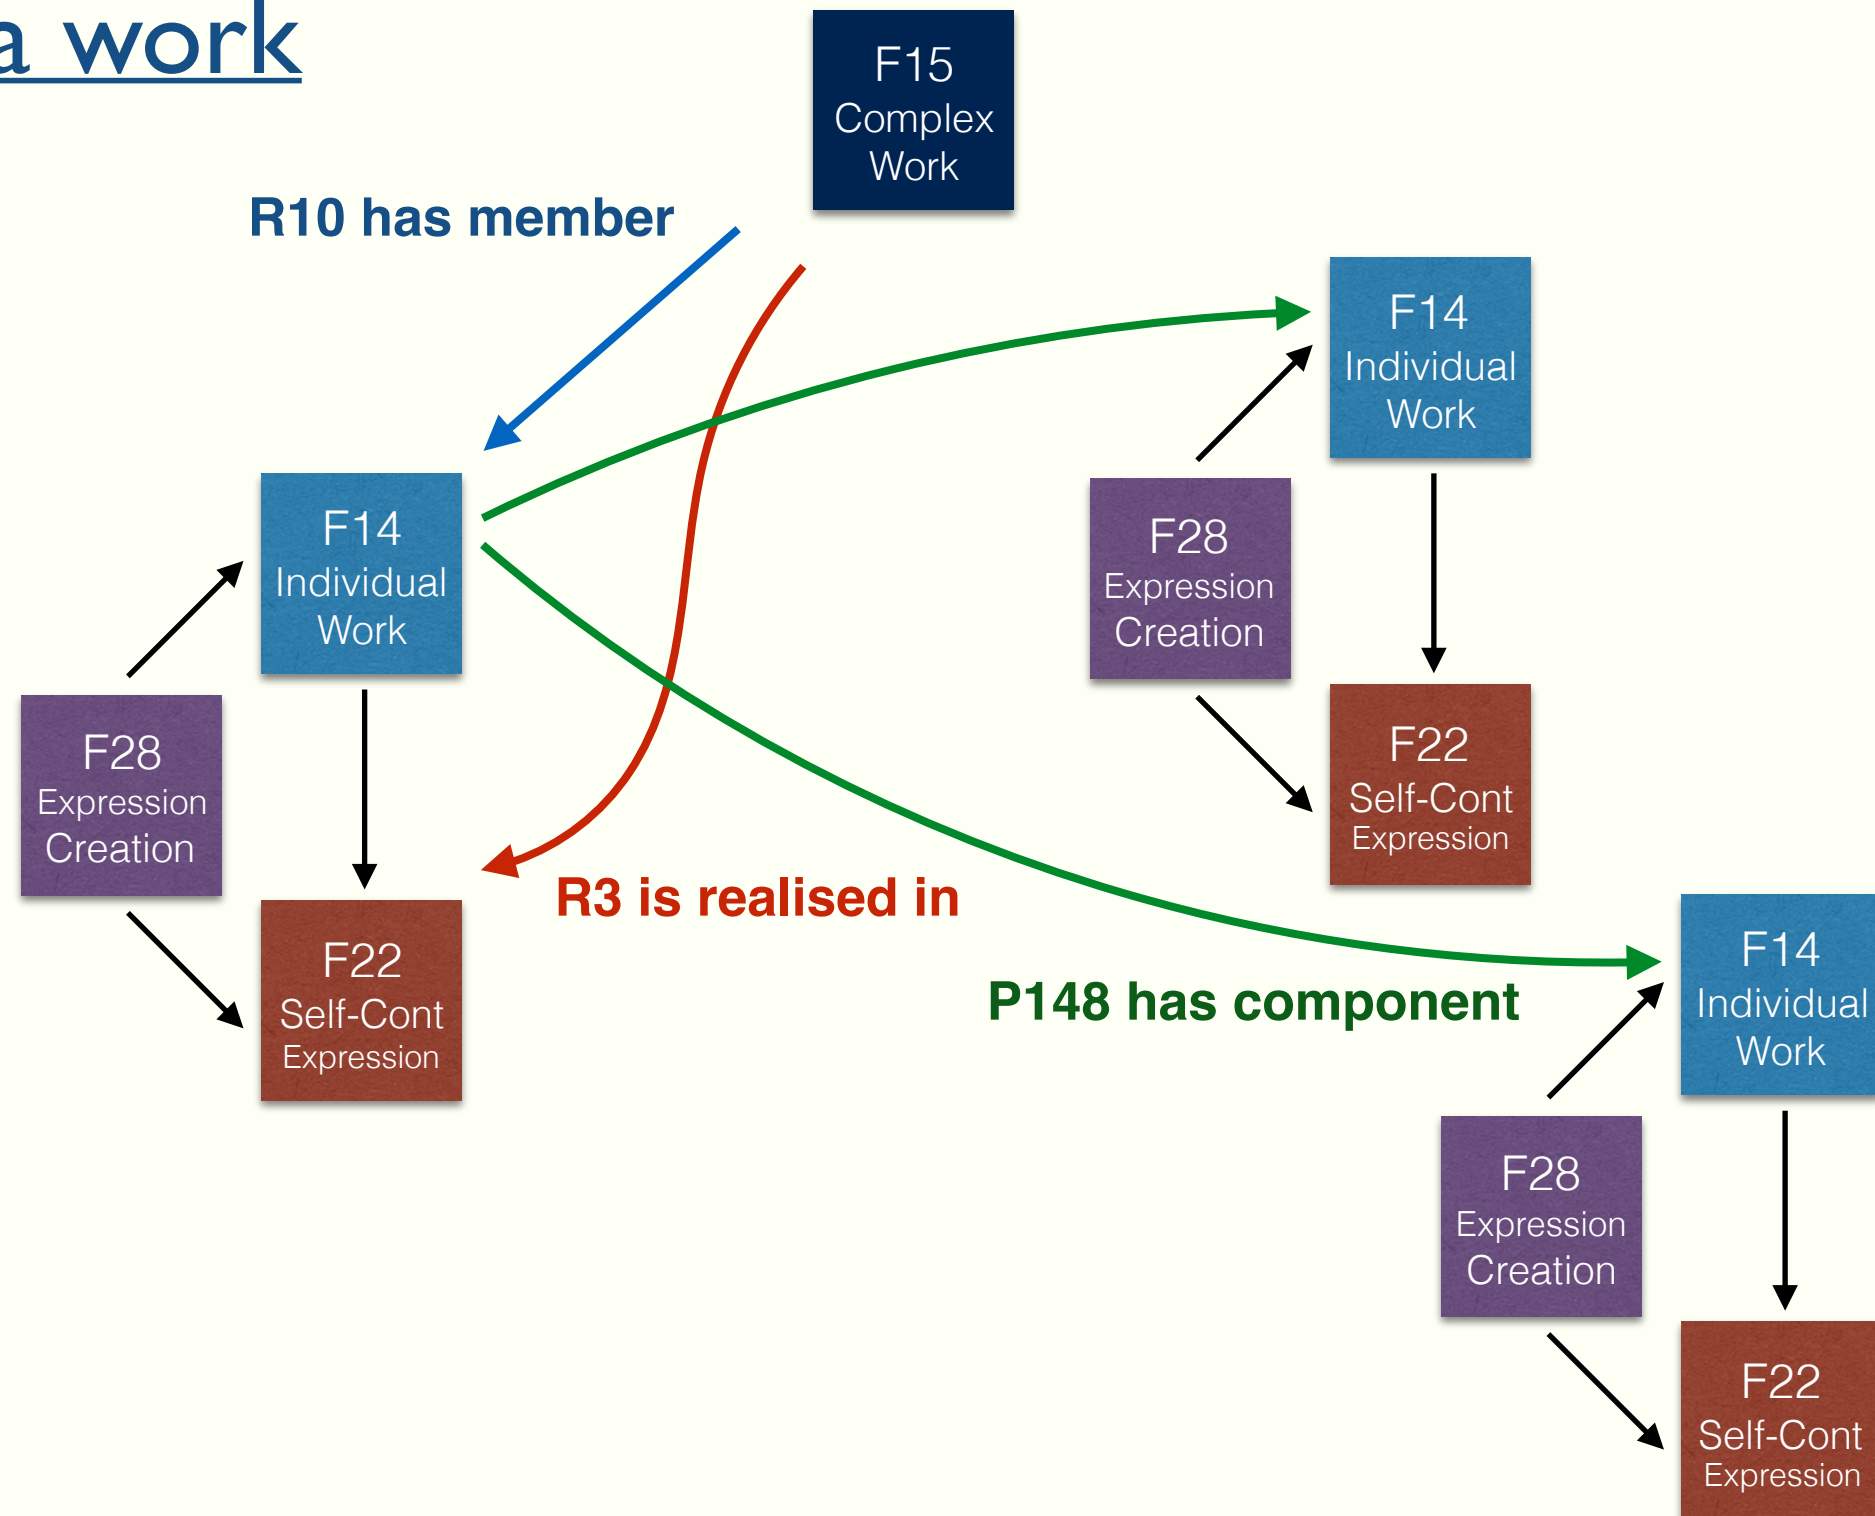 a work
F15
Complex
Work
R10 has member
F14
Individual
Work
F14
Individual
Work
F28
Expression
Creation
F28
Expression
Creation
F22
Self-Cont
Expression
R3 is realised in
F22
Self-Cont
Expression
P148 has component
F14
Individual
Work
F28
Expression
Creation
F22
Self-Cont
Expression